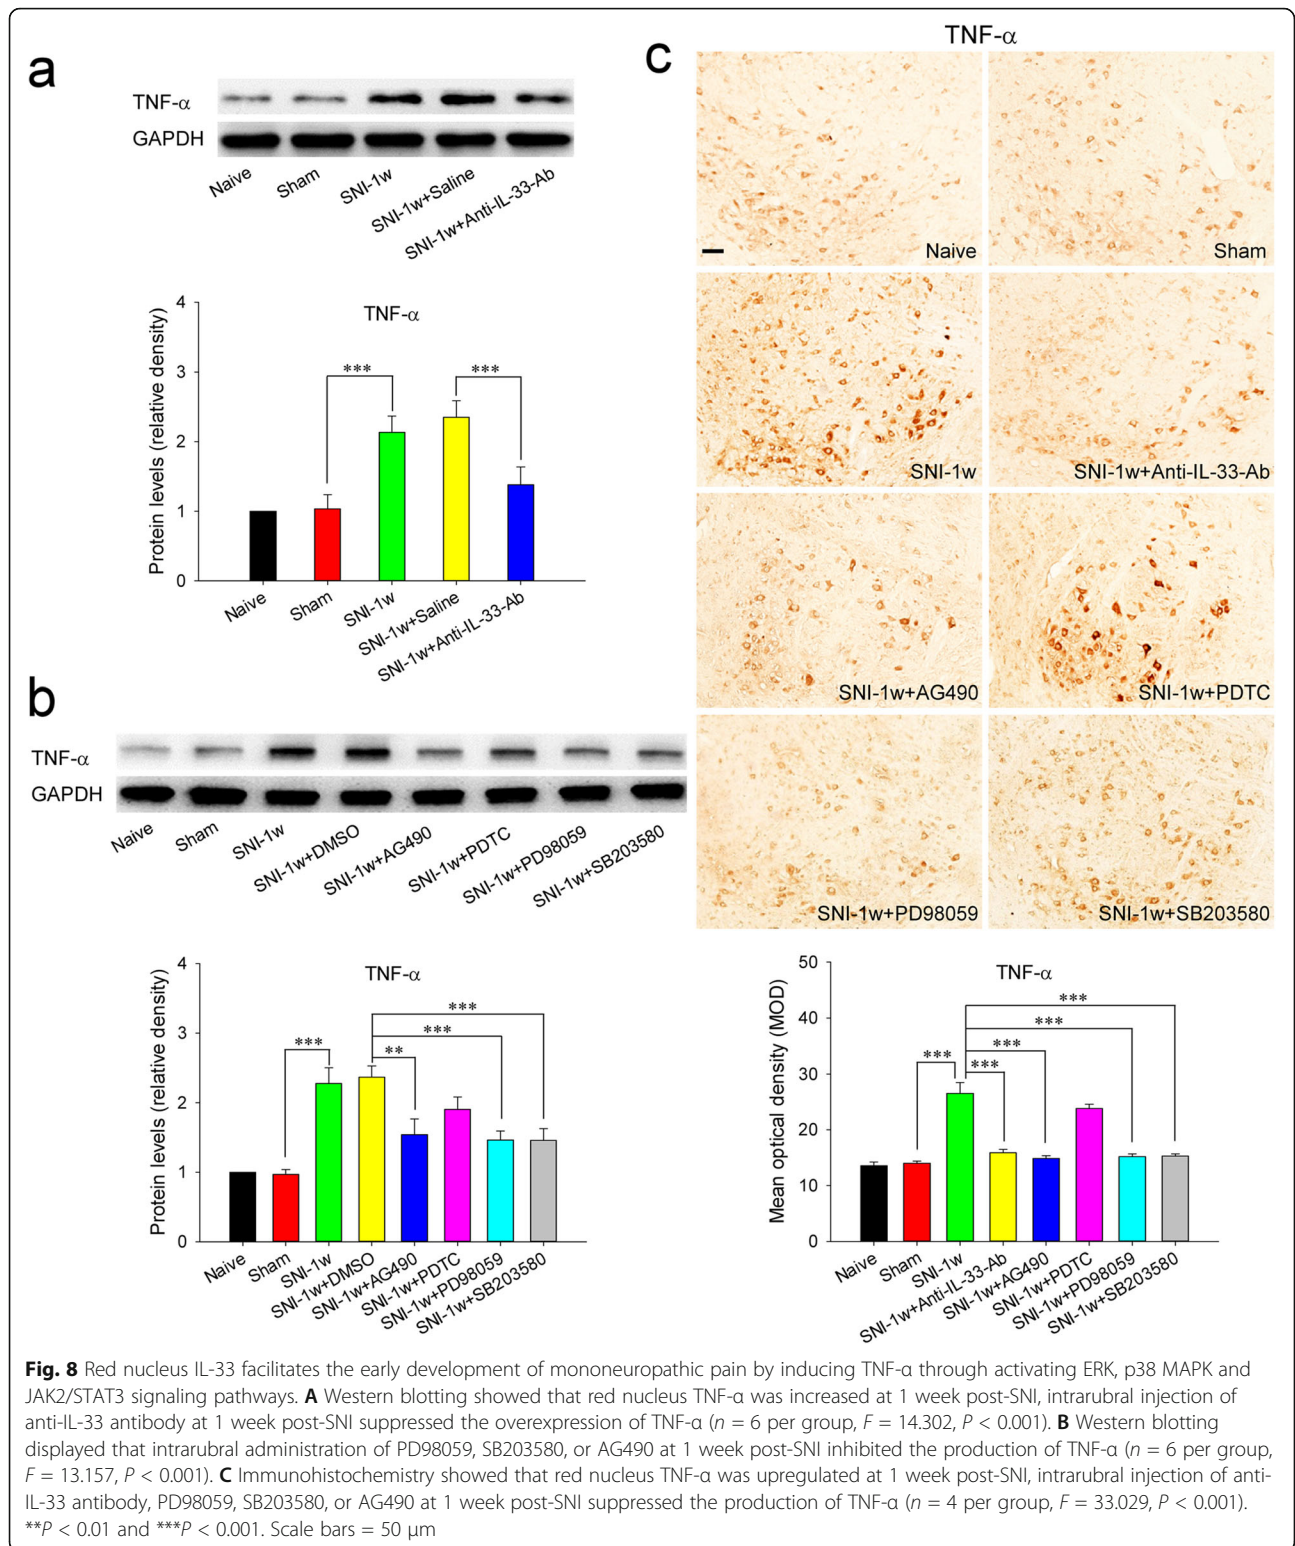 a
TNF-α
GAPDH
Naive
Sham
SNI-1w
SNI-1w+Saline
SNI-1w+Anti-IL-33-Ab
TNF-α
Protein levels (relative density)
4
3
2
1
0
***
***
Naive
Sham
SNI-1w
SNI-1w+Saline
SNI-1w+Anti-IL-33-Ab
b
TNF-α
GAPDH
Naive
Sham
SNI-1w
SNI-1w+DMSO
SNI-1w+AG490
SNI-1w+PDTC
SNI-1w+PD98059
SNI-1w+SB203580
TNF-α
Protein levels (relative density)
4
3
2
1
0
***
***
***
**
Naive
Sham
SNI-1w
SNI-1w+DMSO
SNI-1w+AG490
SNI-1w+PDTC
SNI-1w+PD98059
SNI-1w+SB203580
c
TNF-α
Naive
Sham
SNI-1w
SNI-1w+Anti-IL-33-Ab
SNI-1w+AG490
SNI-1w+PDTC
SNI-1w+PD98059
SNI-1w+SB203580
TNF-α
Mean optical density (MOD)
50
40
30
20
10
0
***
***
***
***
***
Naive
Sham
SNI-1w
SNI-1w+Anti-IL-33-Ab
SNI-1w+AG490
SNI-1w+PDTC
SNI-1w+PD98059
SNI-1w+SB203580
Fig. 8 Red nucleus IL-33 facilitates the early development of mononeuropathic pain by inducing TNF-α through activating ERK, p38 MAPK and
JAK2/STAT3 signaling pathways. A Western blotting showed that red nucleus TNF-α was increased at 1 week post-SNI, intrarubral injection of
anti-IL-33 antibody at 1 week post-SNI suppressed the overexpression of TNF-α (n = 6 per group, F = 14.302, P < 0.001). B Western blotting
displayed that intrarubral administration of PD98059, SB203580, or AG490 at 1 week post-SNI inhibited the production of TNF-α (n = 6 per group,
F = 13.157, P < 0.001). C Immunohistochemistry showed that red nucleus TNF-α was upregulated at 1 week post-SNI, intrarubral injection of anti-
IL-33 antibody, PD98059, SB203580, or AG490 at 1 week post-SNI suppressed the production of TNF-α (n = 4 per group, F = 33.029, P < 0.001).
**P < 0.01 and ***P < 0.001. Scale bars = 50 μm